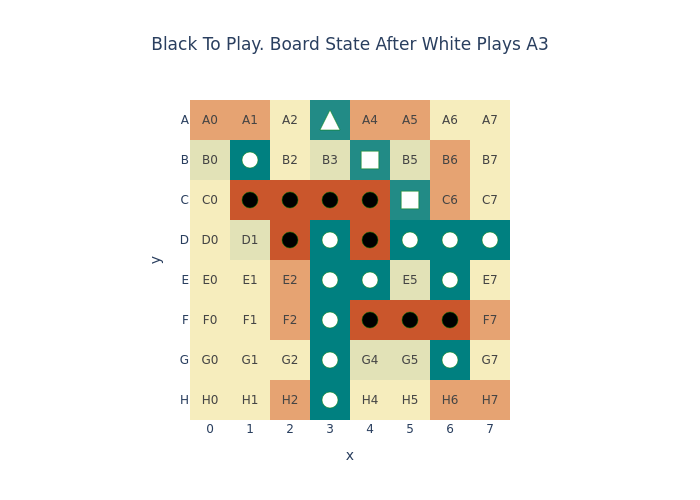 Black To Play. Board State After White Plays A3
A A0 A1 A2 A4 A5 A6 A7
B B0 B2 B3 B5 B6 B7
C C0 C6 C7
D D0 D1
E E0 E1 E2 E5 E7
F F0 F1 F2 F7
G G0 G1 G2 G4 G5 G7
H H0 H1 H2 H4 H5 H6 H7
0 1 2 3 4 5 6 7
x
y